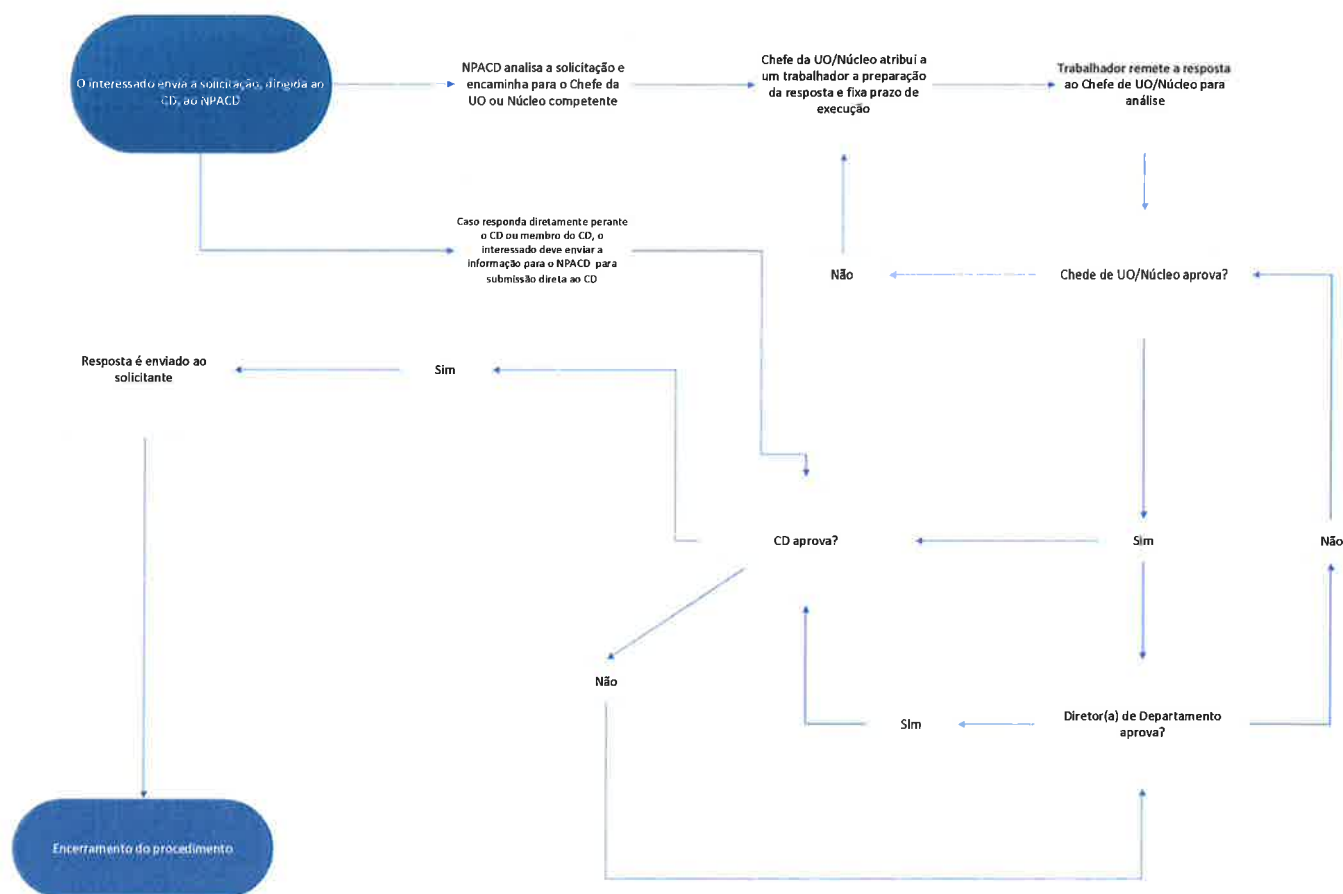 O interessado envia a solicitação, dirigida ao
CD, ao NPACD
NPACD analisa a solicitação e
encaminha para o Chefe da
UO ou Núcleo competente
Chefe da UO/Núcleo atribui a
um trabalhador a preparação
da resposta e fixa prazo de
execução
Trabalhador remete a resposta
ao Chefe de UO/Núcleo para
análise
Caso responda diretamente perante
o CD ou membro do CD, o
interessado deve enviar a
informação para o NPACD para
submissão direta ao CD
Não
Chede de UO/Núcleo aprova?
Resposta é enviado ao
solicitante
Sim
CD aprova?
Sim
Não
Não
Sim
Diretor(a) de Departamento
aprova?
Encerramento do procedimento